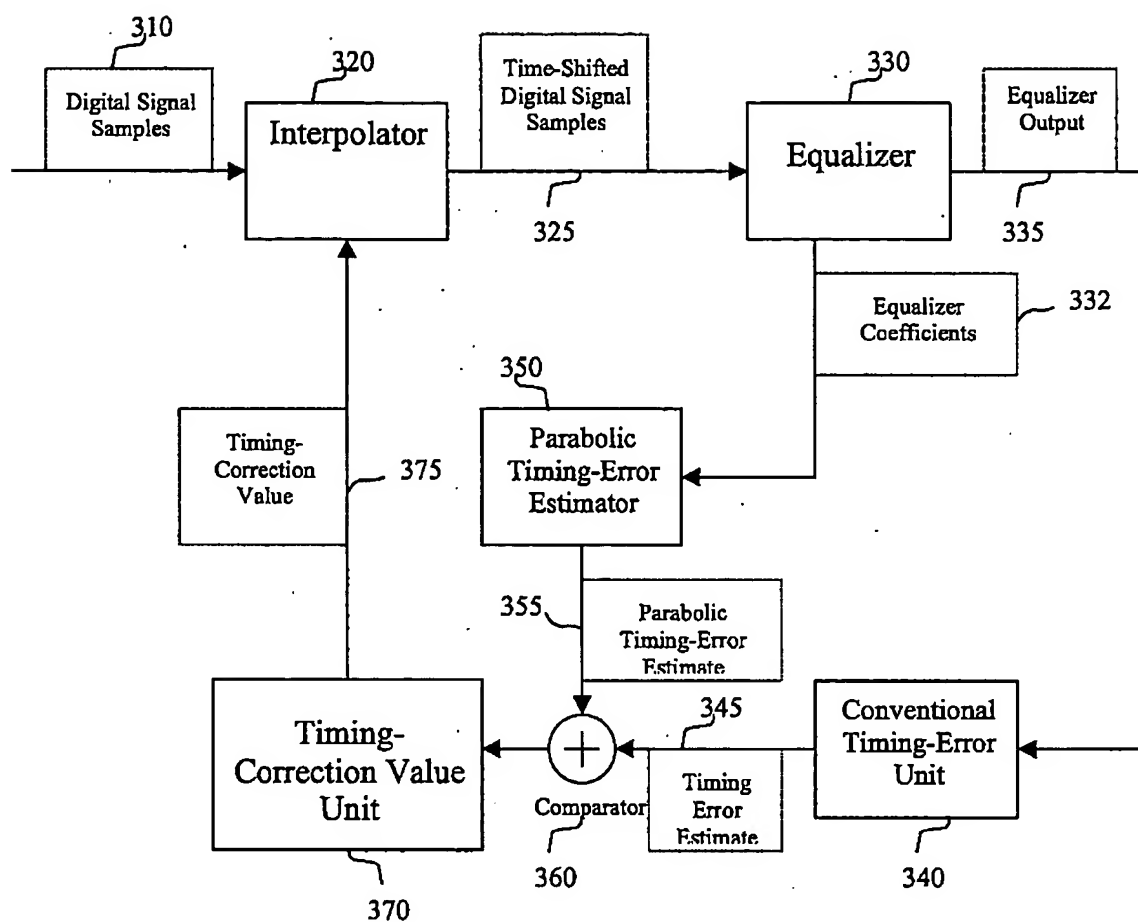 310
Digital Signal
Samples
320
Interpolator
Time-Shifted
Digital Signal
Samples
325
330
Equalizer
Equalizer
Output
335
Equalizer
Coefficients
332
350
Parabolic
Timing-Error
Estimator
Timing-
Correction
Value
375
355
Parabolic
Timing-Error
Estimate
Timing-
Correction Value
Unit
370
+
Comparator
360
345
Timing
Error
Estimate
Conventional
Timing-Error
Unit
340